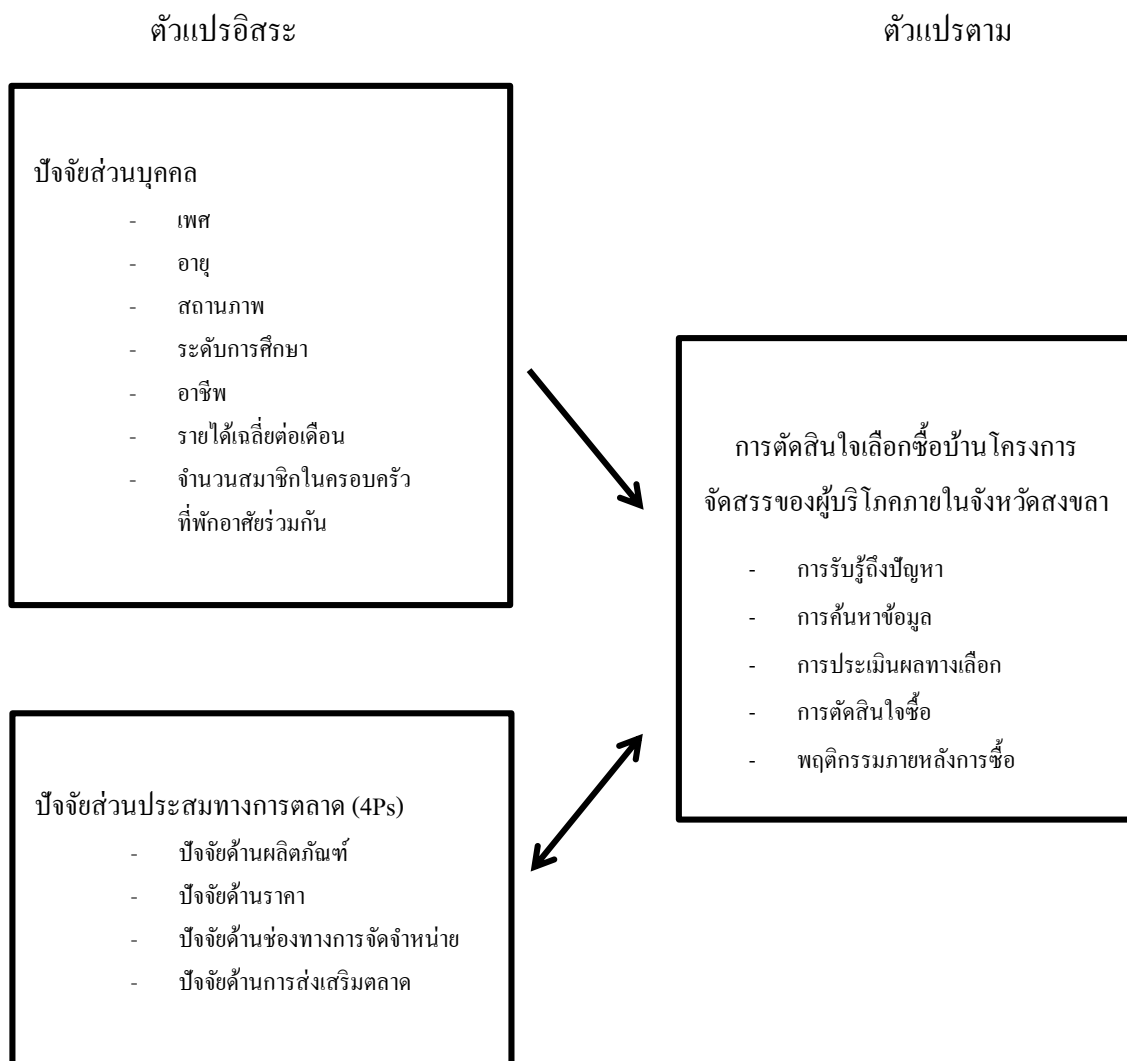 ตัวแปรอิสระ
ตัวแปรตาม
ปัจจัยส่วนบุคคล
- เพศ
- อายุ
- สถานภาพ
- ระดับการศึกษา
- อาชีพ
- รายได้เฉลี่ยต่อเดือน
- จำนวนสมาชิกในครอบครัว
ที่พักอาศัยร่วมกัน
ปัจจัยส่วนประสมทางการตลาด (4Ps)
- ปัจจัยด้านผลิตภัณฑ์
- ปัจจัยด้านราคา
- ปัจจัยด้านช่องทางการจัดจำหน่าย
- ปัจจัยด้านการส่งเสริมตลาด
การตัดสินใจเลือกซื้อบ้านโครงการ
จัดสรรของผู้บริโภคภายในจังหวัดสงขลา
- การรับรู้ถึงปัญหา
- การค้นหาข้อมูล
- การประเมินผลทางเลือก
- การตัดสินใจซื้อ
- พฤติกรรมภายหลังการซื้อ